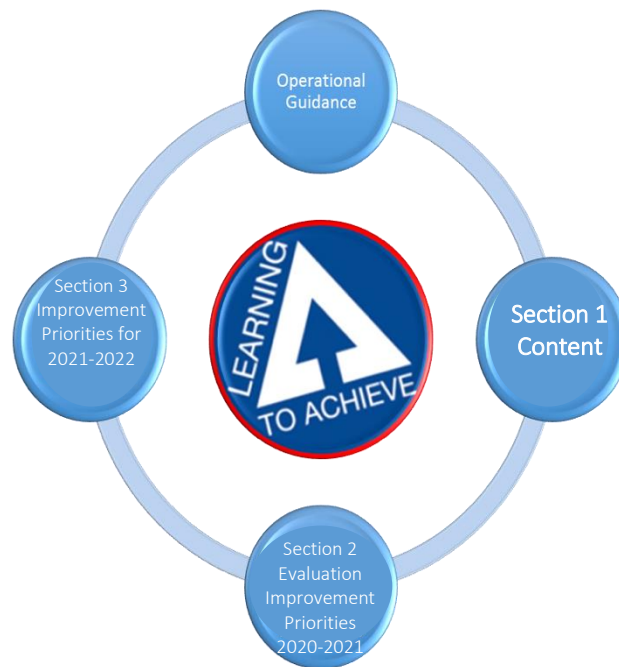 Operational
Guidance
Section 1
Content
Section 2
Evaluation
Improvement
Priorities
2020-2021
Section 3
Improvement
Priorities for
2021-2022
LEARNING
TO ACHIEVE